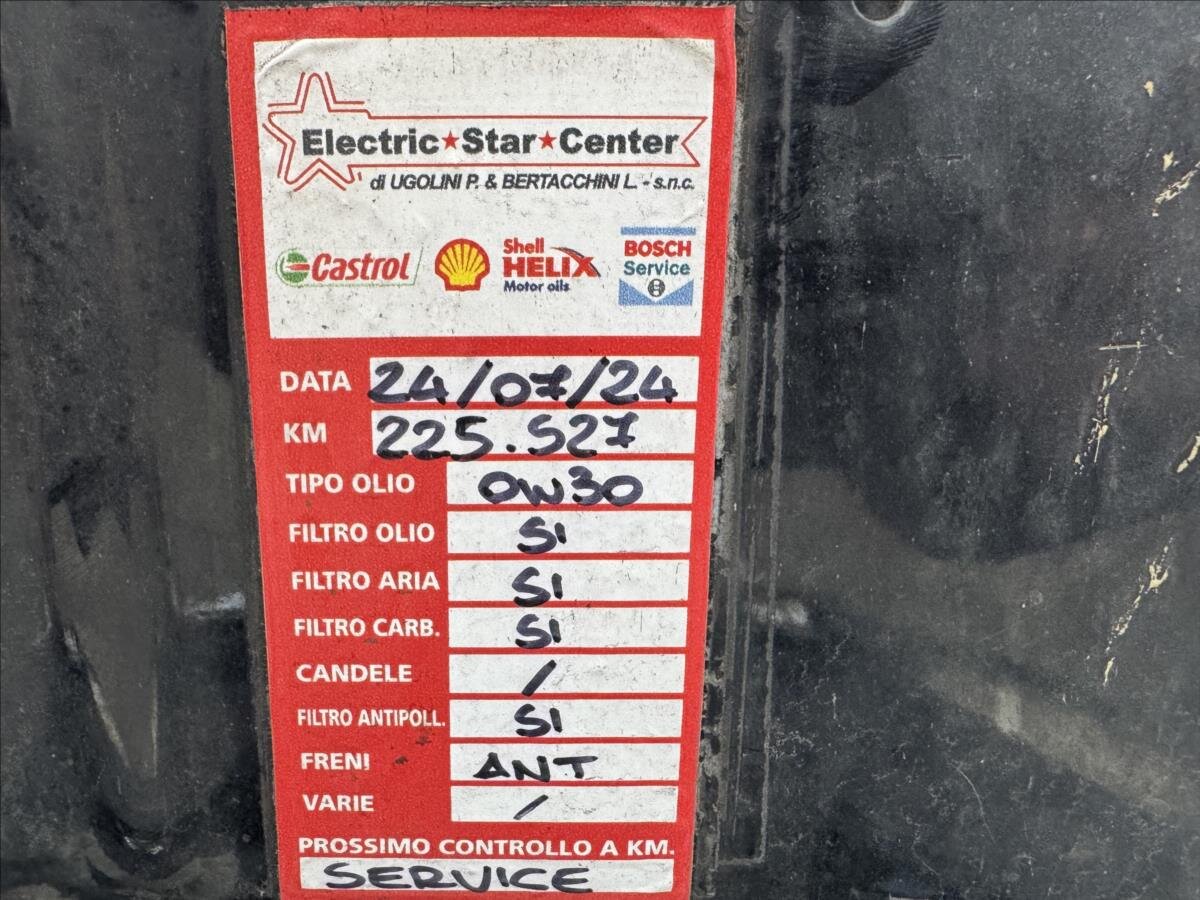 Electric★Star★Center
di UGOLINI P. & BERTACCHINI L. - s.n.c.
Castrol
Shell
HELIX
Motor oils
BOSCH
Service
DATA 24/07/24
KM 225.527
TIPO OLIO 0W30
FILTRO OLIO SI
FILTRO ARIA SI
FILTRO CARB. SI
CANDELE /
FILTRO ANTIPOLL. SI
FRENI ANT
VARIE /
PROSSIMO CONTROLLO A KM.
SERVICE